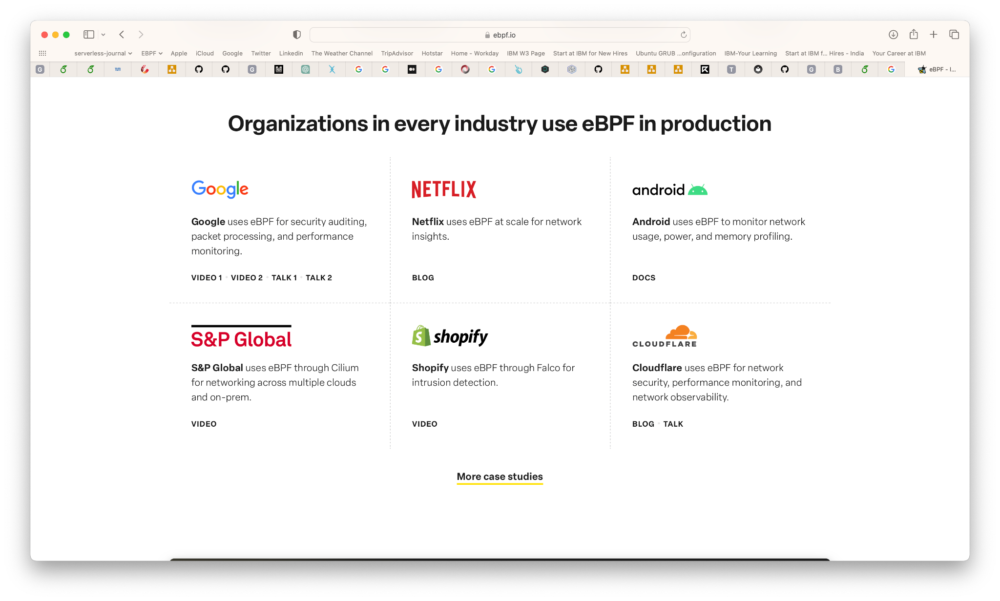 ebpf.io
serverless-journal EBPF Apple iCloud Google Twitter Linkedin The Weather Channel TripAdvisor Hotstar Home - Workday IBM W3 Page Start at IBM for New Hires Ubuntu GRUB ...onfiguration IBM-Your Learning Start at IBM f... Hires - India Your Career at IBM
G TUM G T G B eBPF - I...
Organizations in every industry use eBPF in production
Google
NETFLIX
android
Google uses eBPF for security auditing,
packet processing, and performance
monitoring.
Netflix uses eBPF at scale for network
insights.
Android uses eBPF to monitor network
usage, power, and memory profiling.
VIDEO 1 VIDEO 2 TALK 1 TALK 2
BLOG
DOCS
S&P Global
shopify
CLOUDFLARE
S&P Global uses eBPF through Cilium
for networking across multiple clouds
and on-prem.
Shopify uses eBPF through Falco for
intrusion detection.
Cloudflare uses eBPF for network
security, performance monitoring, and
network observability.
VIDEO
VIDEO
BLOG TALK
More case studies